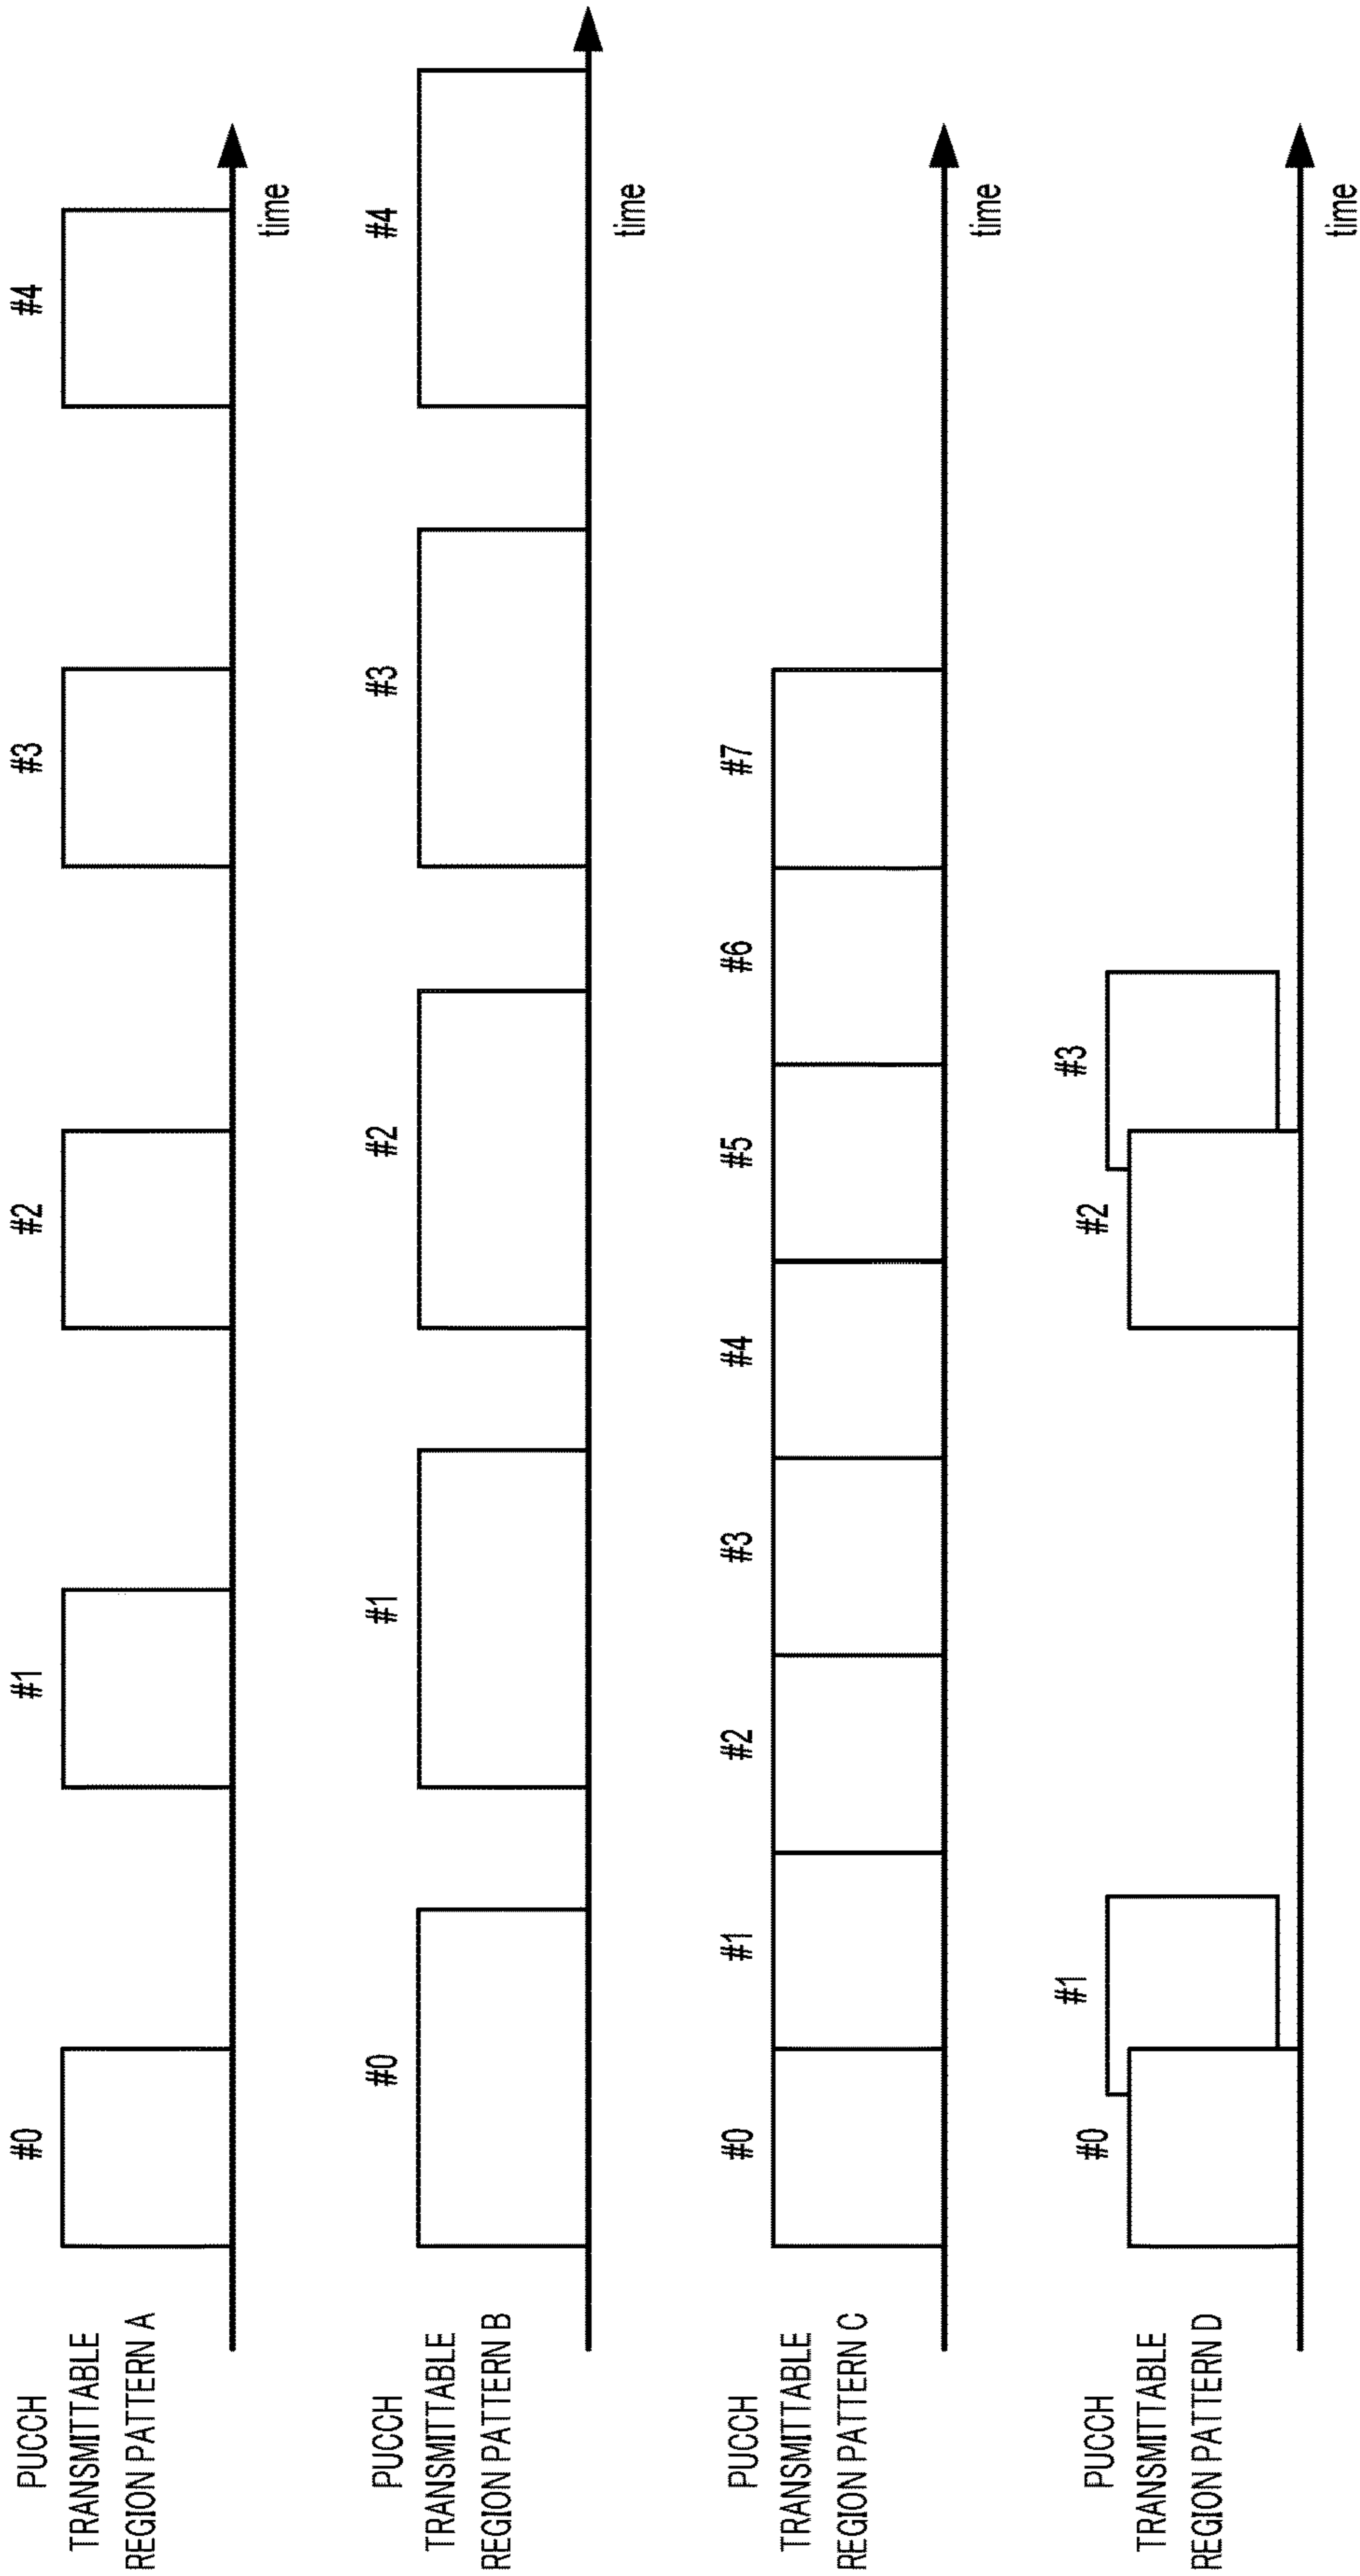 PUCCH
TRANSMITTABLE
REGION PATTERN A
#0
#1
#2
#3
#4
time
PUCCH
TRANSMITTABLE
REGION PATTERN B
#0
#1
#2
#3
#4
time
PUCCH
TRANSMITTABLE
REGION PATTERN C
#0
#1
#2
#3
#4
#5
#6
#7
time
PUCCH
TRANSMITTABLE
REGION PATTERN D
#0
#1
#2
#3
time